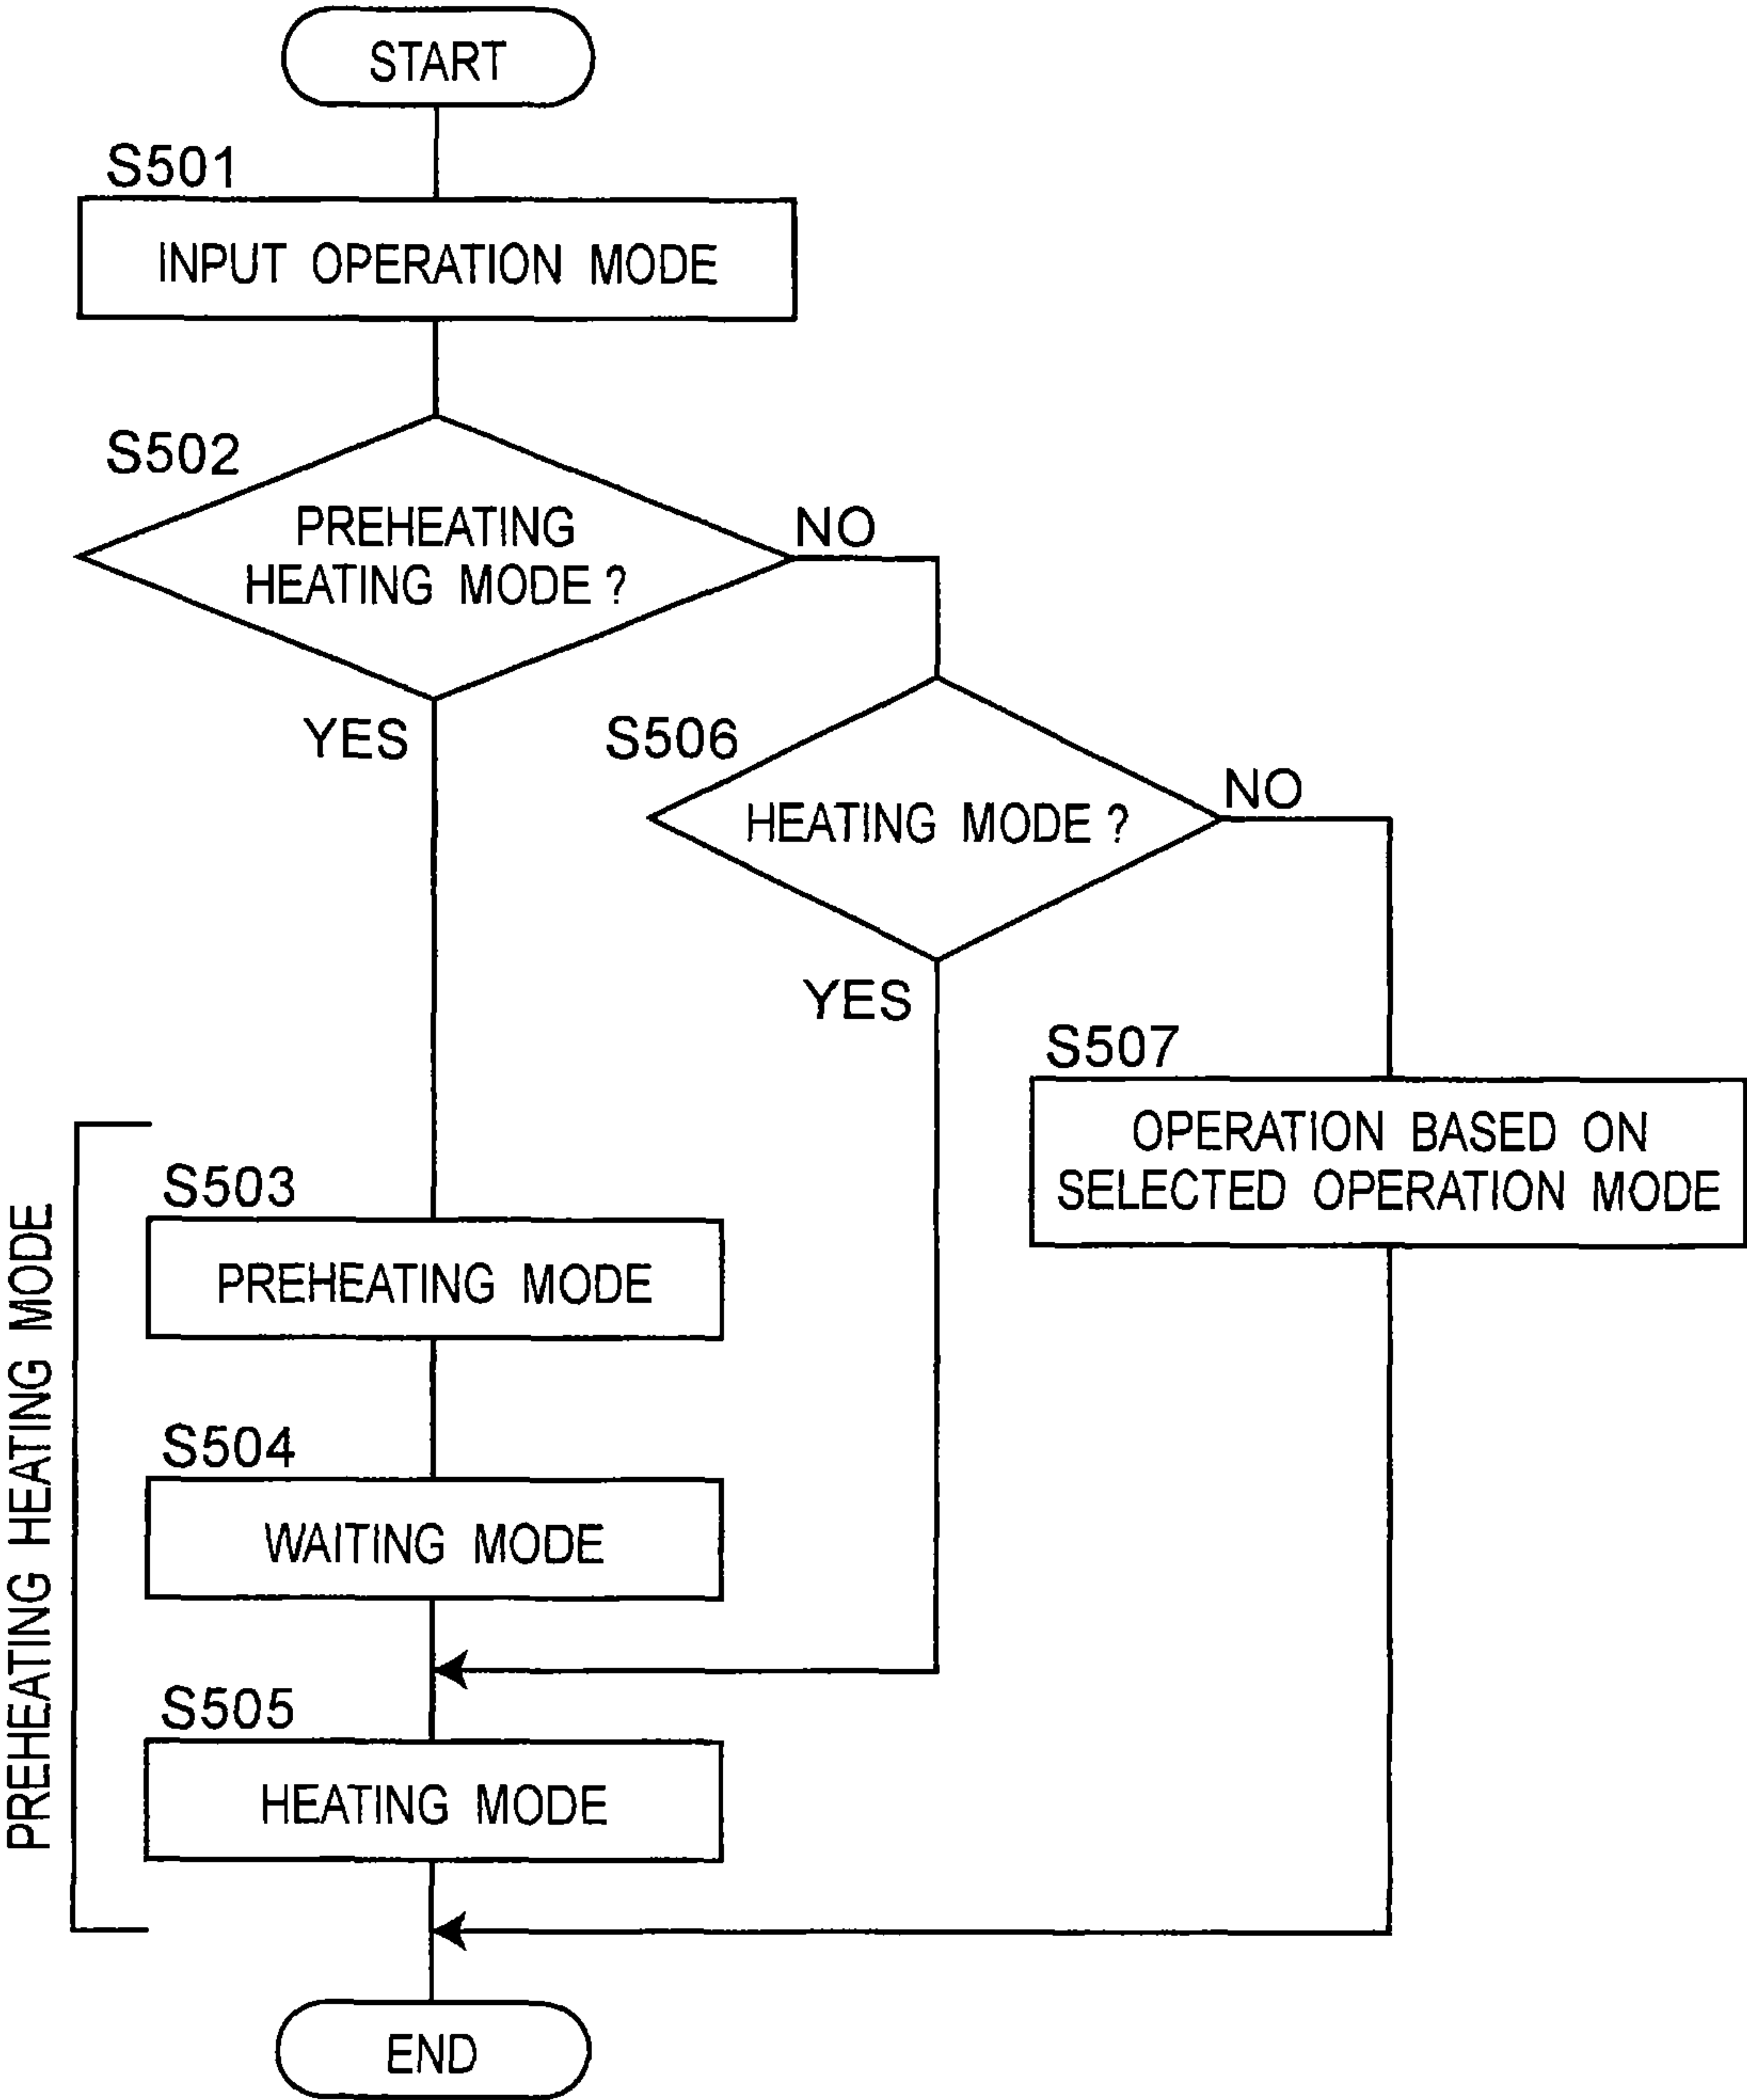 START
S501
INPUT OPERATION MODE
S502
PREHEATING
HEATING MODE ?
NO
YES
S506
HEATING MODE ?
NO
YES
S507
OPERATION BASED ON
SELECTED OPERATION MODE
PREHEATING HEATING MODE
S503
PREHEATING MODE
S504
WAITING MODE
S505
HEATING MODE
END